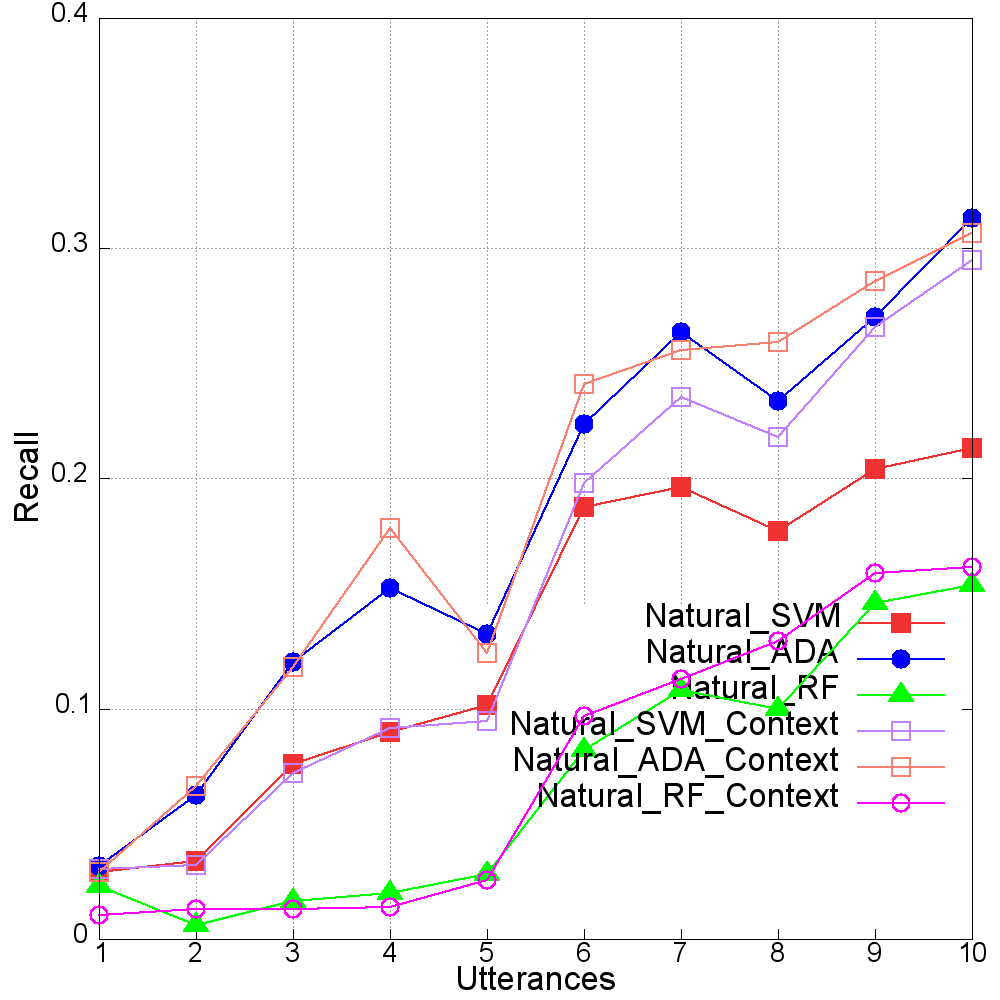 0.4
0.3
0.2
0.1
0
Recall
Natural_SVM
Natural_ADA
Natural_RF
Natural_SVM_Context
Natural_ADA_Context
Natural_RF_Context
1 2 3 4 5 6 7 8 9 10
Utterances